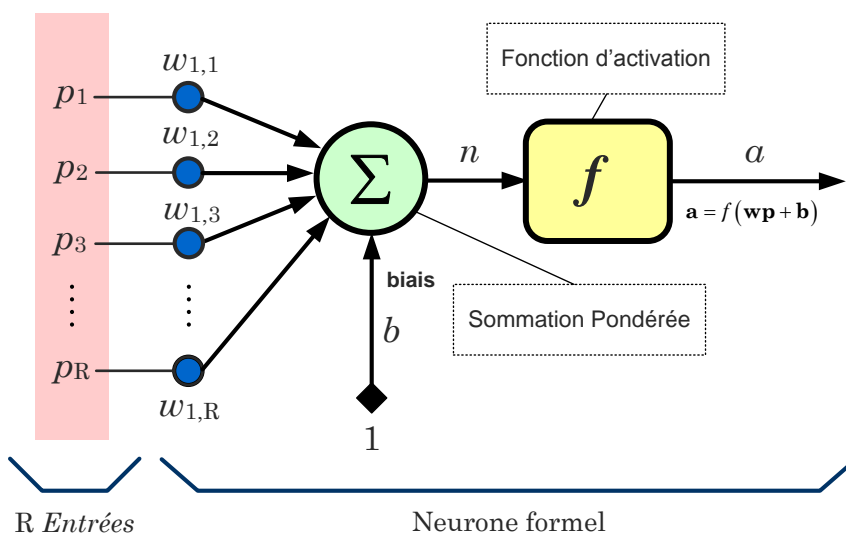 w1,1
Fonction d'activation
p1
w1,2
n
a
p2
Σ
f
w1,3
a = f(wp + b)
p3
biais
Sommation Pondérée
b
pR
w1,R
1
R Entrées
Neurone formel